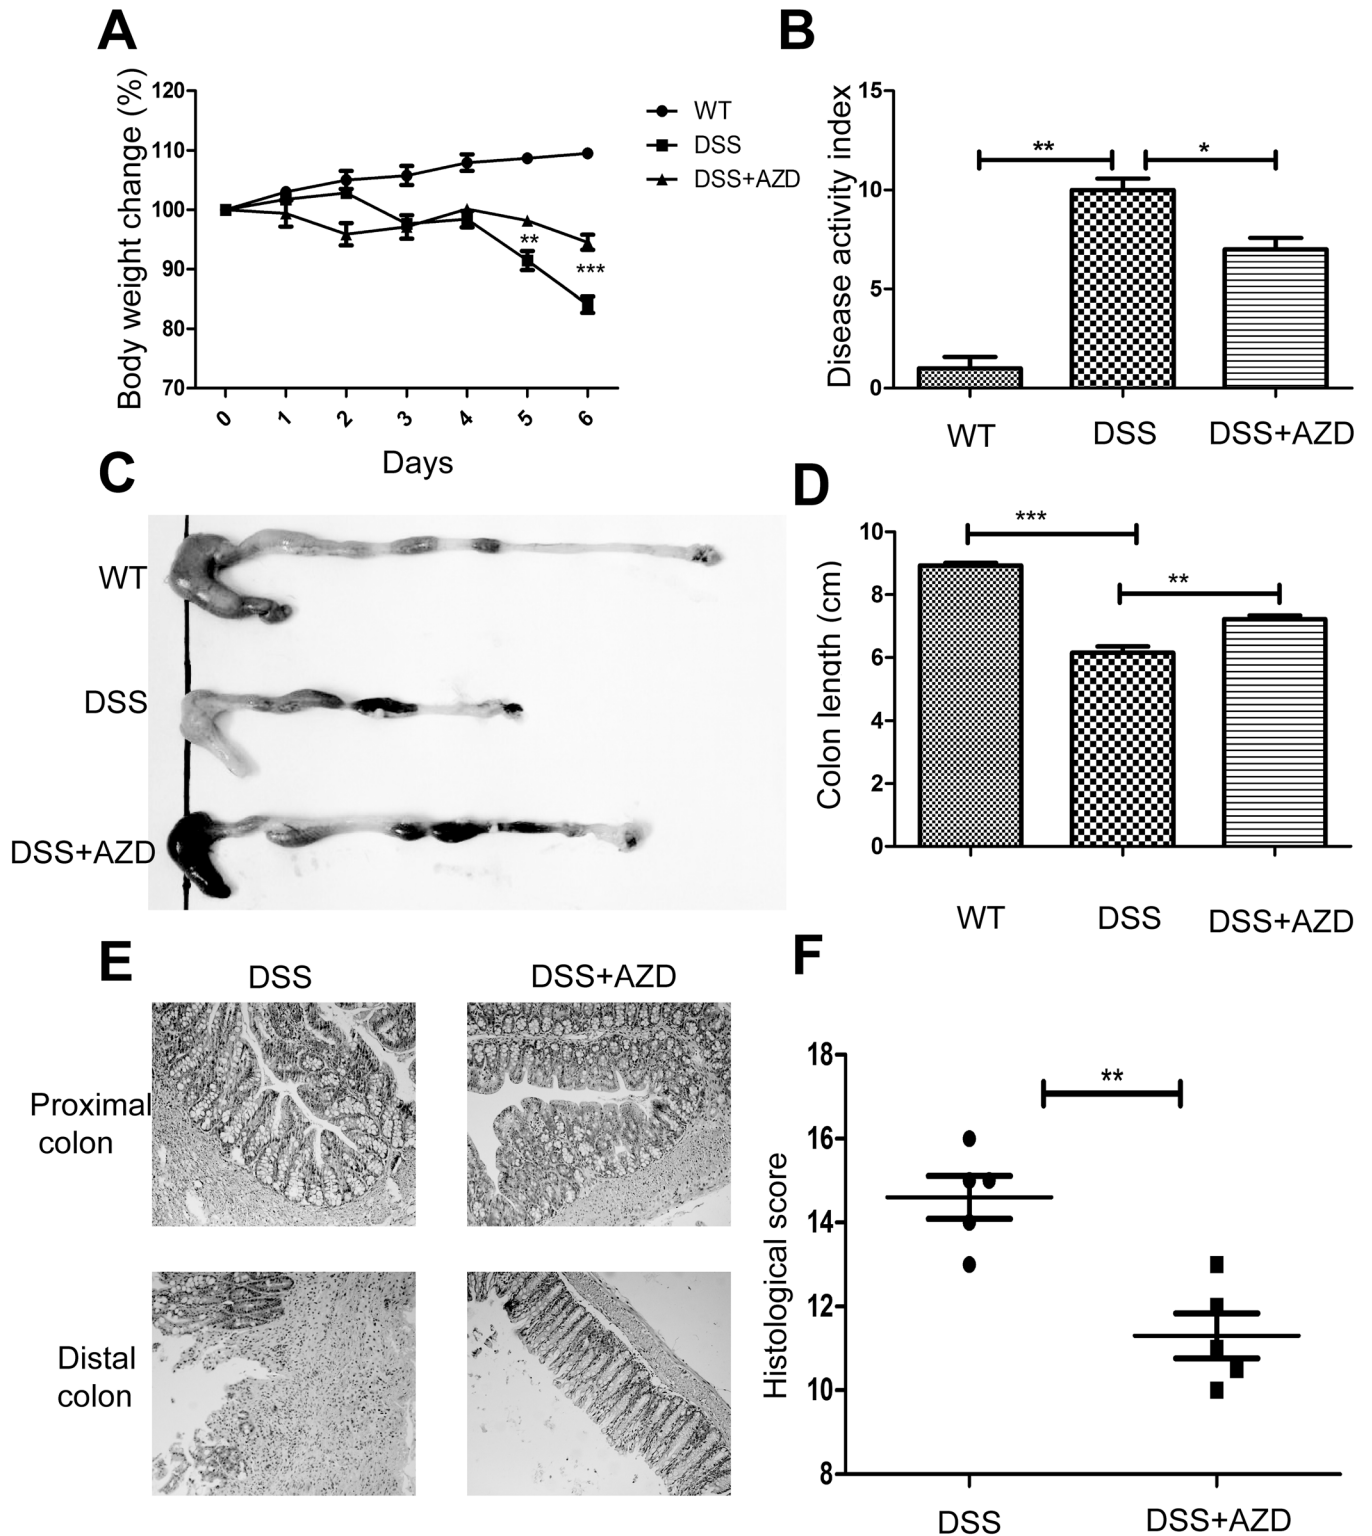 A
Body weight change (%)
120
110
100
90
80
70
0
1
2
3
4
5
6
Days
WT
DSS
DSS+AZD
**
***
B
Disease activity index
15
10
5
0
**
*
WT
DSS
DSS+AZD
C
WT
DSS
DSS+AZD
D
Colon length (cm)
10
8
6
4
2
0
***
**
WT
DSS
DSS+AZD
E
DSS
DSS+AZD
Proximal
colon
Distal
colon
F
Histological score
18
16
14
12
10
8
**
DSS
DSS+AZD